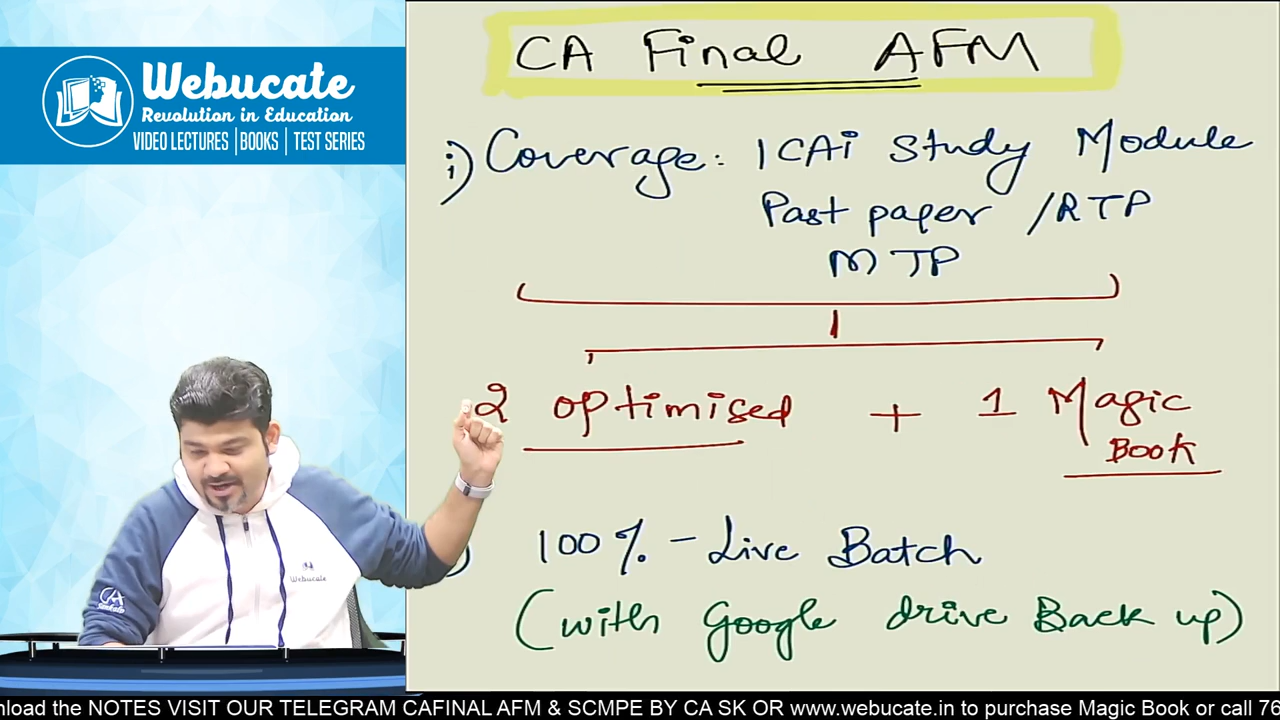 Webucate
Revolution in Education
VIDEO LECTURES | BOOKS | TEST SERIES
CA Final AFM
i) Coverage: ICAi Study Module
Past paper /RTP
MTP
2 optimised + 1 Magic
Book
100% - Live Batch
(with Google drive Back up)
Webucate
CA
nload the NOTES VISIT OUR TELEGRAM CAFINAL AFM & SCMPE BY CA SK OR www.webucate.in to purchase Magic Book or call 76